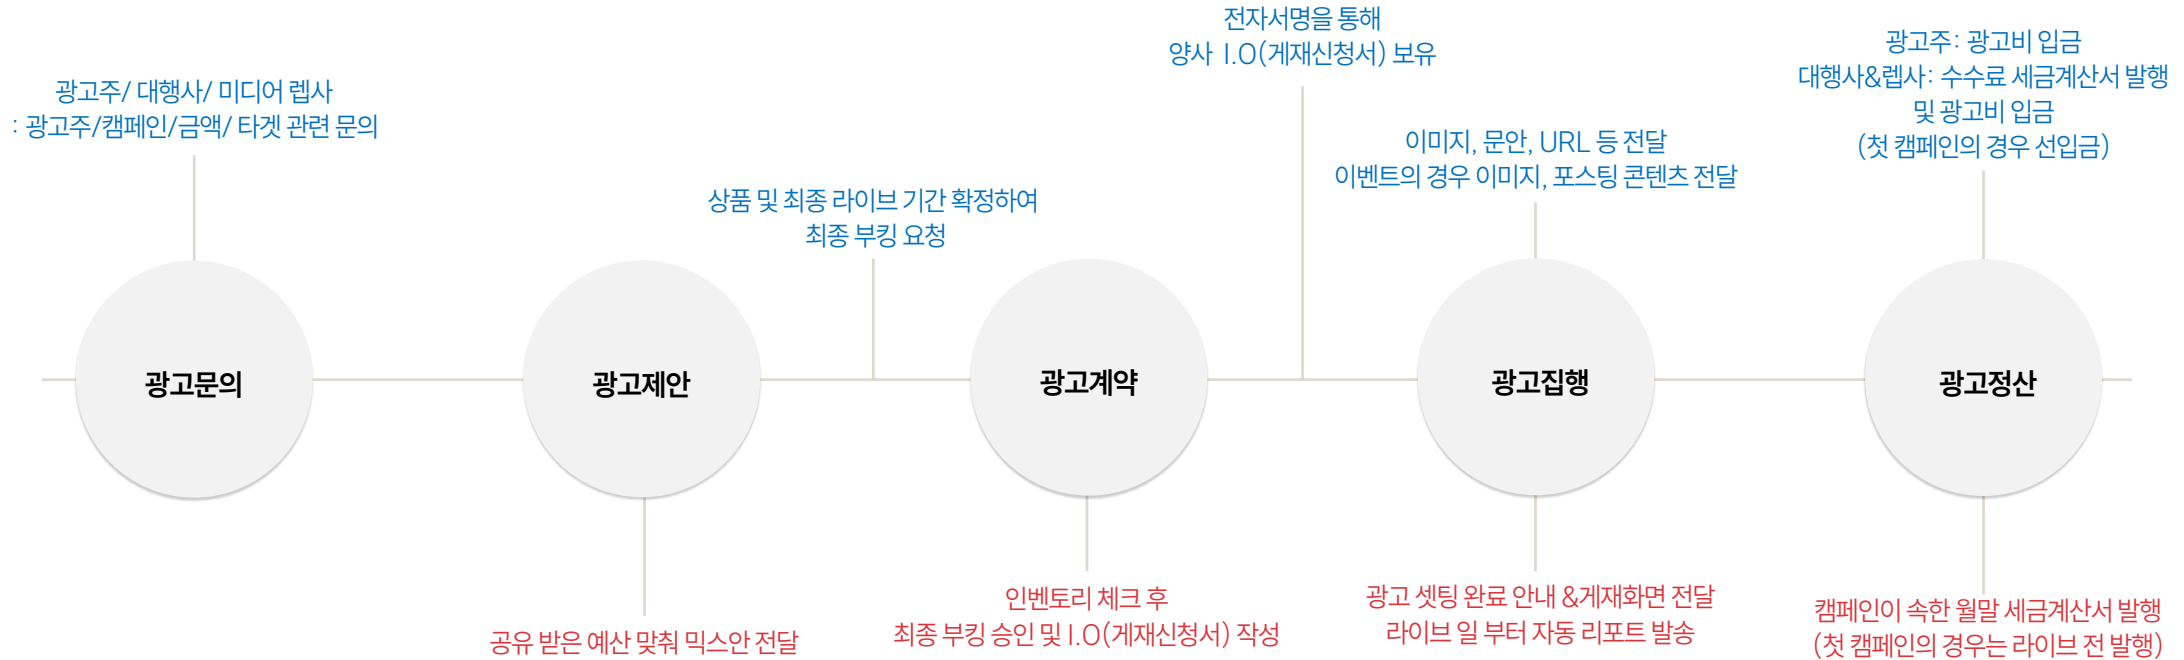 광고주/ 대행사/ 미디어 렙사
: 광고주/캠페인/금액/ 타겟 관련 문의
상품 및 최종 라이브 기간 확정하여
최종 부킹 요청
전자서명을 통해
양사 I.O(게재신청서) 보유
이미지, 문안, URL 등 전달
이벤트의 경우 이미지, 포스팅 콘텐츠 전달
광고주: 광고비 입금
대행사&렙사: 수수료 세금계산서 발행
및 광고비 입금
(첫 캠페인의 경우 선입금)
광고문의
광고제안
광고계약
광고집행
광고정산
공유 받은 예산 맞춰 믹스안 전달
인벤토리 체크 후
최종 부킹 승인 및 I.O(게재신청서) 작성
광고 셋팅 완료 안내 &게재화면 전달
라이브 일 부터 자동 리포트 발송
캠페인이 속한 월말 세금계산서 발행
(첫 캠페인의 경우는 라이브 전 발행)